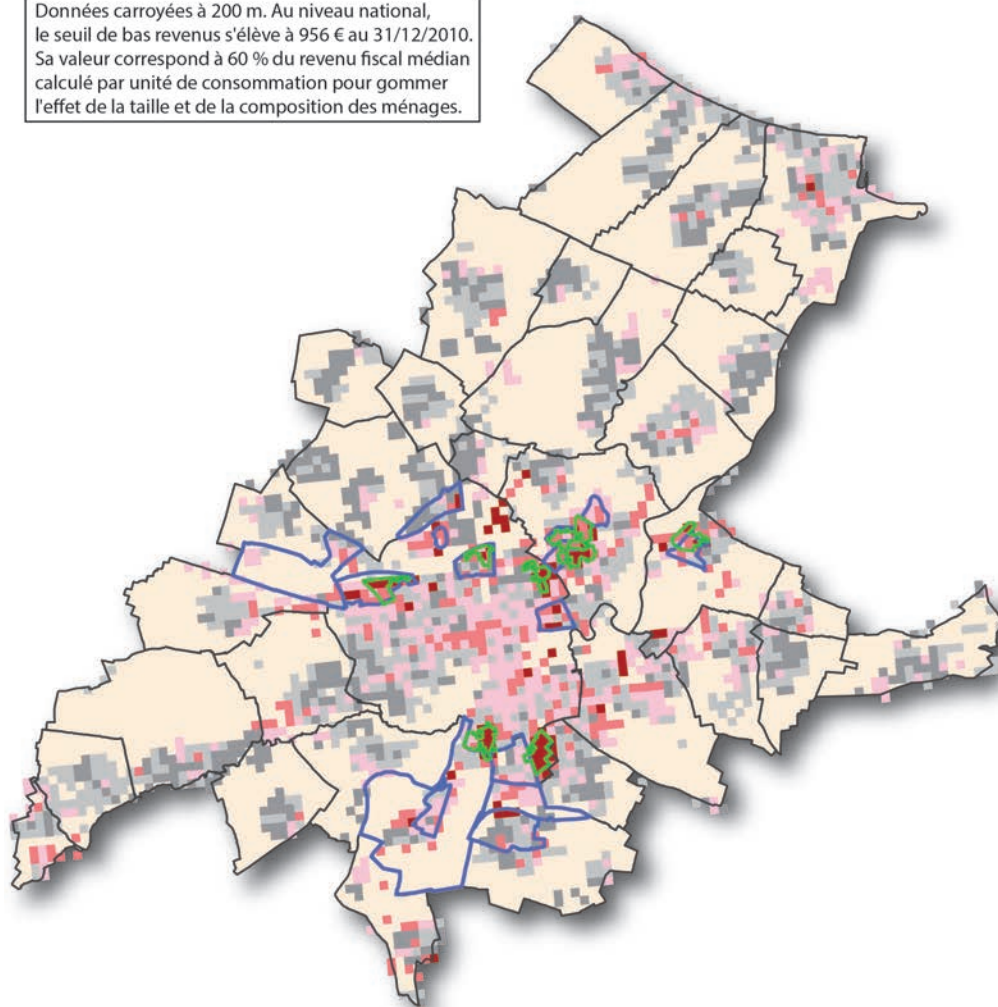 Données carroyées à 200 m. Au niveau national,
le seuil de bas revenus s'élève à 956 € au 31/12/2010.
Sa valeur correspond à 60 % du revenu fiscal médian
calculé par unité de consommation pour gommer
l'effet de la taille et de la composition des ménages.